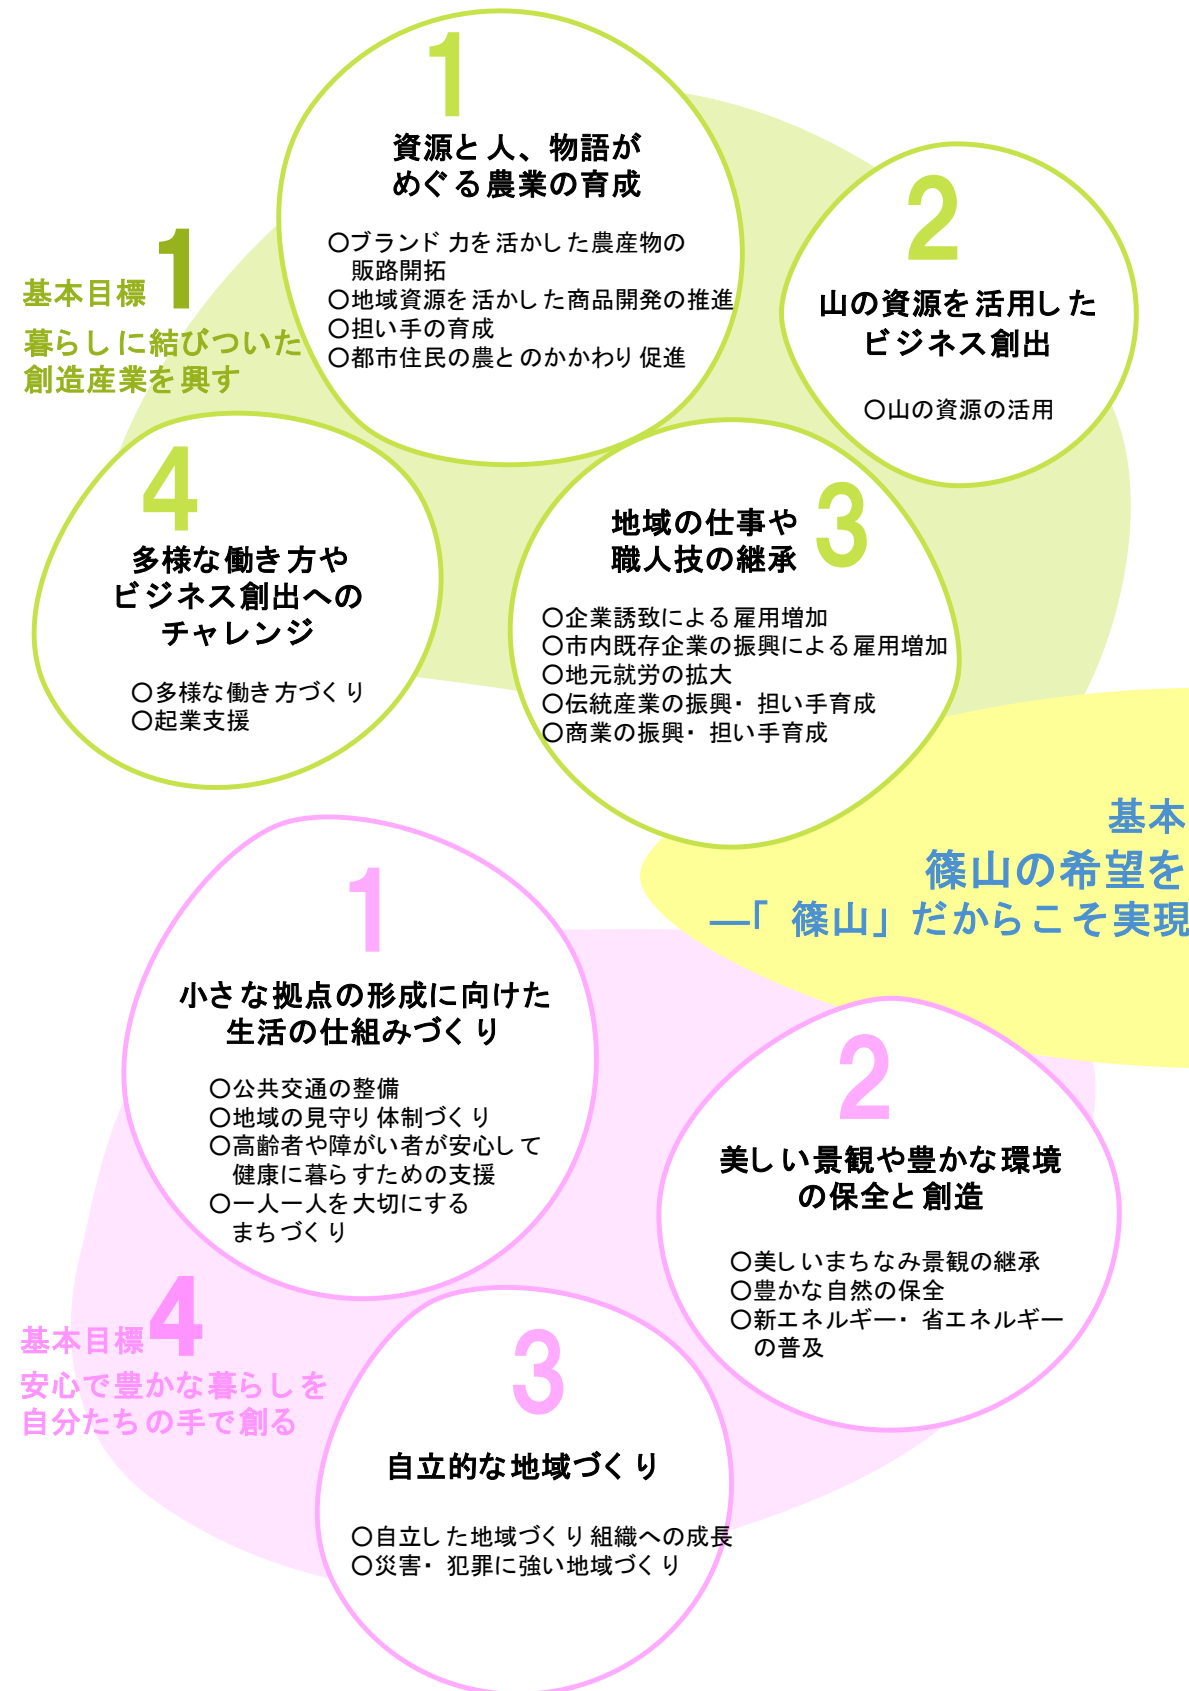 基本目標 1
暮らしに結びついた
創造産業を興す
1
資源と人、物語が
めぐる農業の育成
○ブランド力を活かした農産物の
販路開拓
○地域資源を活かした商品開発の推進
○担い手の育成
○都市住民の農とのかかわり促進
2
山の資源を活用した
ビジネス創出
○山の資源の活用
3
地域の仕事や
職人技の継承
○企業誘致による雇用増加
○市内既存企業の振興による雇用増加
○地元就労の拡大
○伝統産業の振興・担い手育成
○商業の振興・担い手育成
4
多様な働き方や
ビジネス創出への
チャレンジ
○多様な働き方づくり
○起業支援
基本
篠山の希望を
―「篠山」だからこそ実現
基本目標 4
安心で豊かな暮らしを
自分たちの手で創る
1
小さな拠点の形成に向けた
生活の仕組みづくり
○公共交通の整備
○地域の見守り体制づくり
○高齢者や障がい者が安心して
健康に暮らすための支援
○一人一人を大切にする
まちづくり
2
美しい景観や豊かな環境
の保全と創造
○美しいまちなみ景観の継承
○豊かな自然の保全
○新エネルギー・省エネルギー
の普及
3
自立的な地域づくり
○自立した地域づくり組織への成長
○災害・犯罪に強い地域づくり